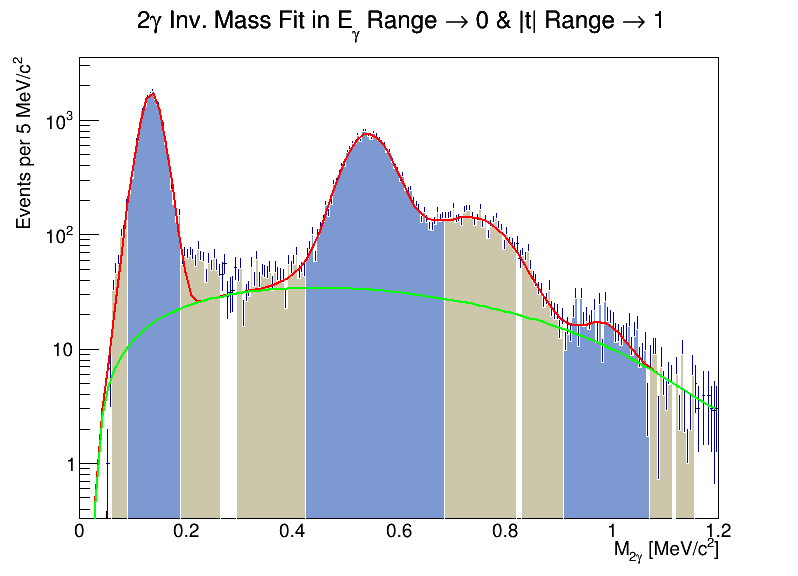 2γ Inv. Mass Fit in Eγ Range → 0 & |t| Range → 1
Events per 5 MeV/c²
10³
10²
10
1
0 0.2 0.4 0.6 0.8 1 1.2
M2γ [MeV/c²]